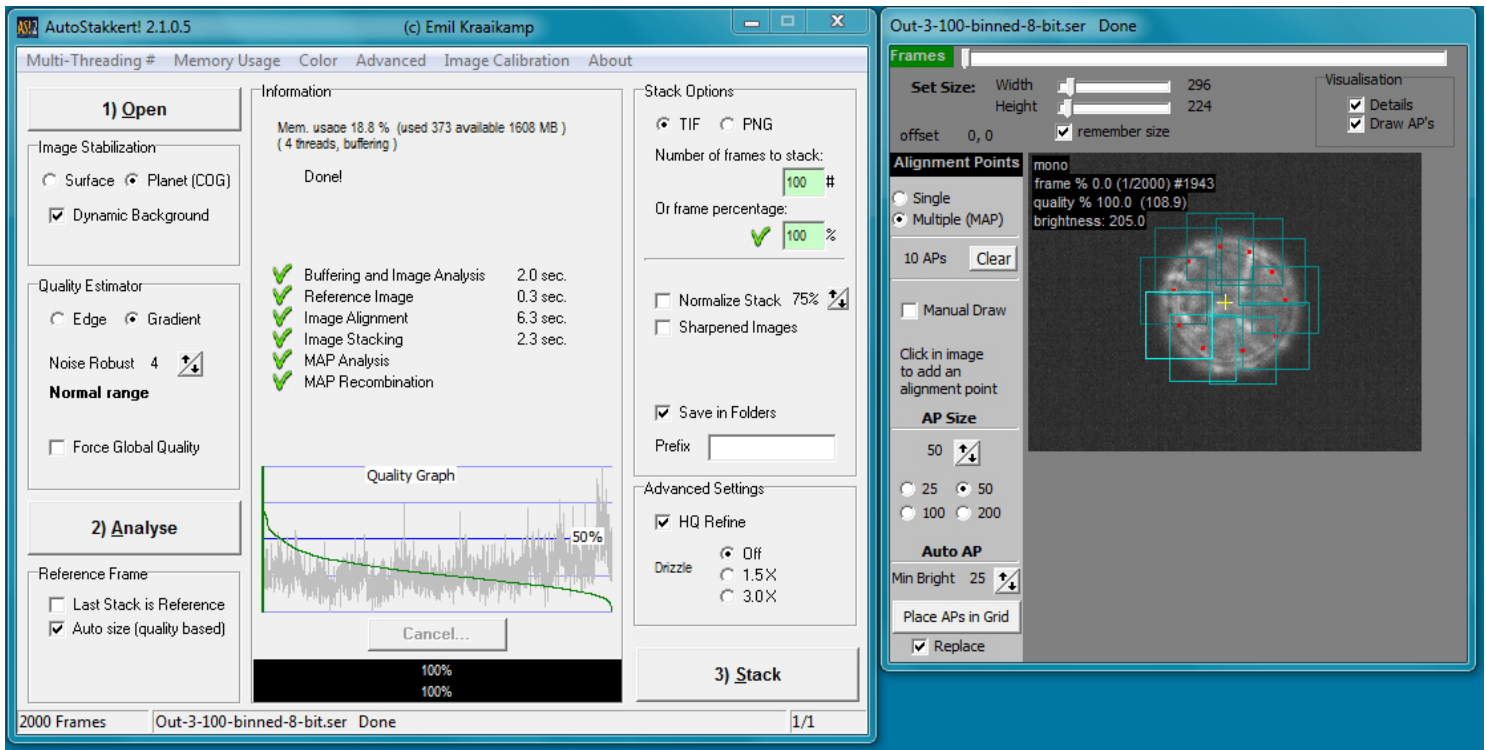 AS!2 AutoStakkert! 2.1.0.5 (c) Emil Kraaikamp
Multi-Threading # Memory Usage Color Advanced Image Calibration About
1) Open
Image Stabilization
Surface Planet (COG)
Dynamic Background
Quality Estimator
Edge Gradient
Noise Robust 4
Normal range
Force Global Quality
2) Analyse
Reference Frame
Last Stack is Reference
Auto size (quality based)
Information
Mem. usage 18.8 % (used 373 available 1608 MB )
( 4 threads, buffering )
Done!
Buffering and Image Analysis 2.0 sec.
Reference Image 0.3 sec.
Image Alignment 6.3 sec.
Image Stacking 2.3 sec.
MAP Analysis
MAP Recombination
Quality Graph
50%
Cancel...
100%
100%
Stack Options
TIF PNG
Number of frames to stack:
100 #
Or frame percentage:
100 %
Normalize Stack 75%
Sharpened Images
Save in Folders
Prefix
Advanced Settings
HQ Refine
Drizzle
Off
1.5X
3.0X
3) Stack
2000 Frames Out-3-100-binned-8-bit.ser Done 1/1
Out-3-100-binned-8-bit.ser Done
Frames
Set Size: Width 296
Height 224
offset 0, 0 remember size
Visualisation
Details
Draw AP's
Alignment Points
Single
Multiple (MAP)
10 APs Clear
Manual Draw
Click in image
to add an
alignment point
AP Size
50
25 50
100 200
Auto AP
Min Bright 25
Place APs in Grid
Replace
mono
frame % 0.0 (1/2000) #1943
quality % 100.0 (108.9)
brightness: 205.0